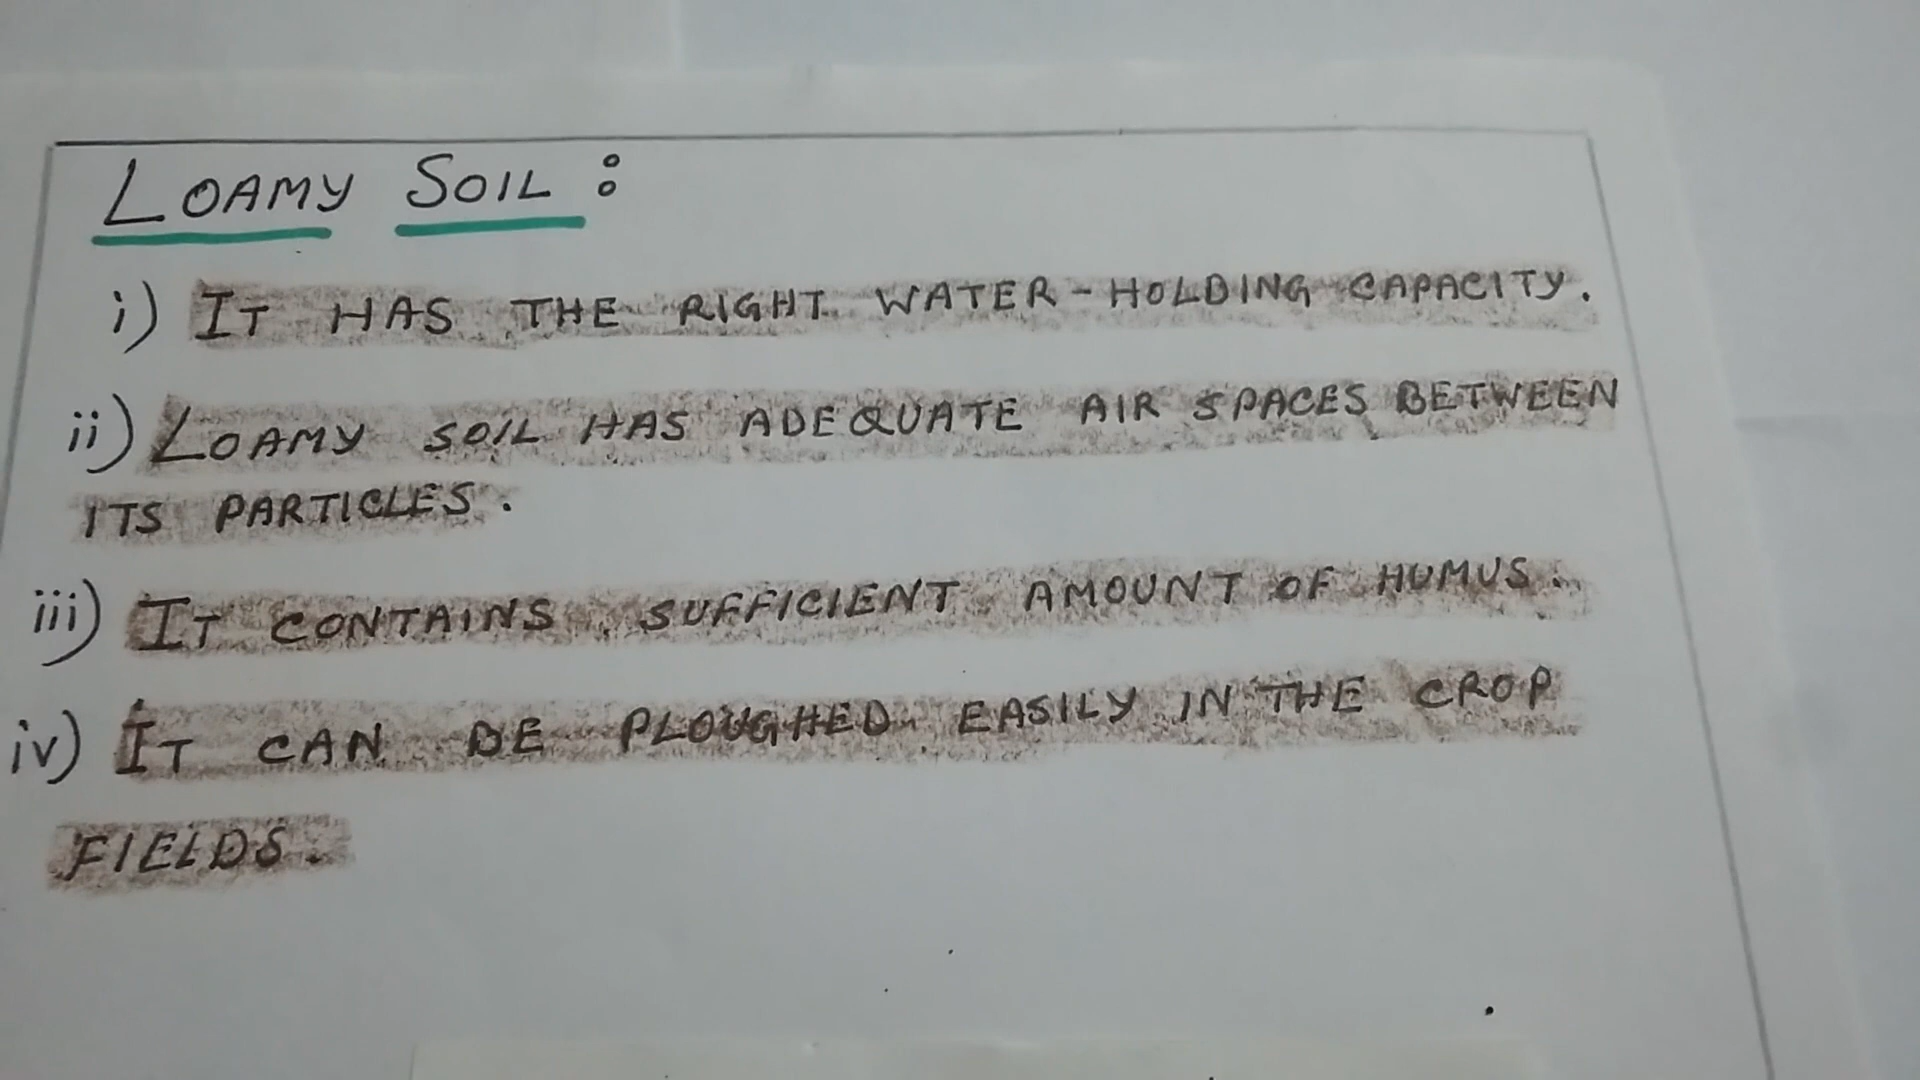 LOAMY SOIL:
i) IT HAS THE RIGHT WATER-HOLDING CAPACITY.
ii) LOAMY SOIL HAS ADEQUATE AIR SPACES BETWEEN
ITS PARTICLES.
iii) IT CONTAINS SUFFICIENT AMOUNT OF HUMUS.
iv) IT CAN BE PLOUGHED EASILY IN THE CROP
FIELDS.